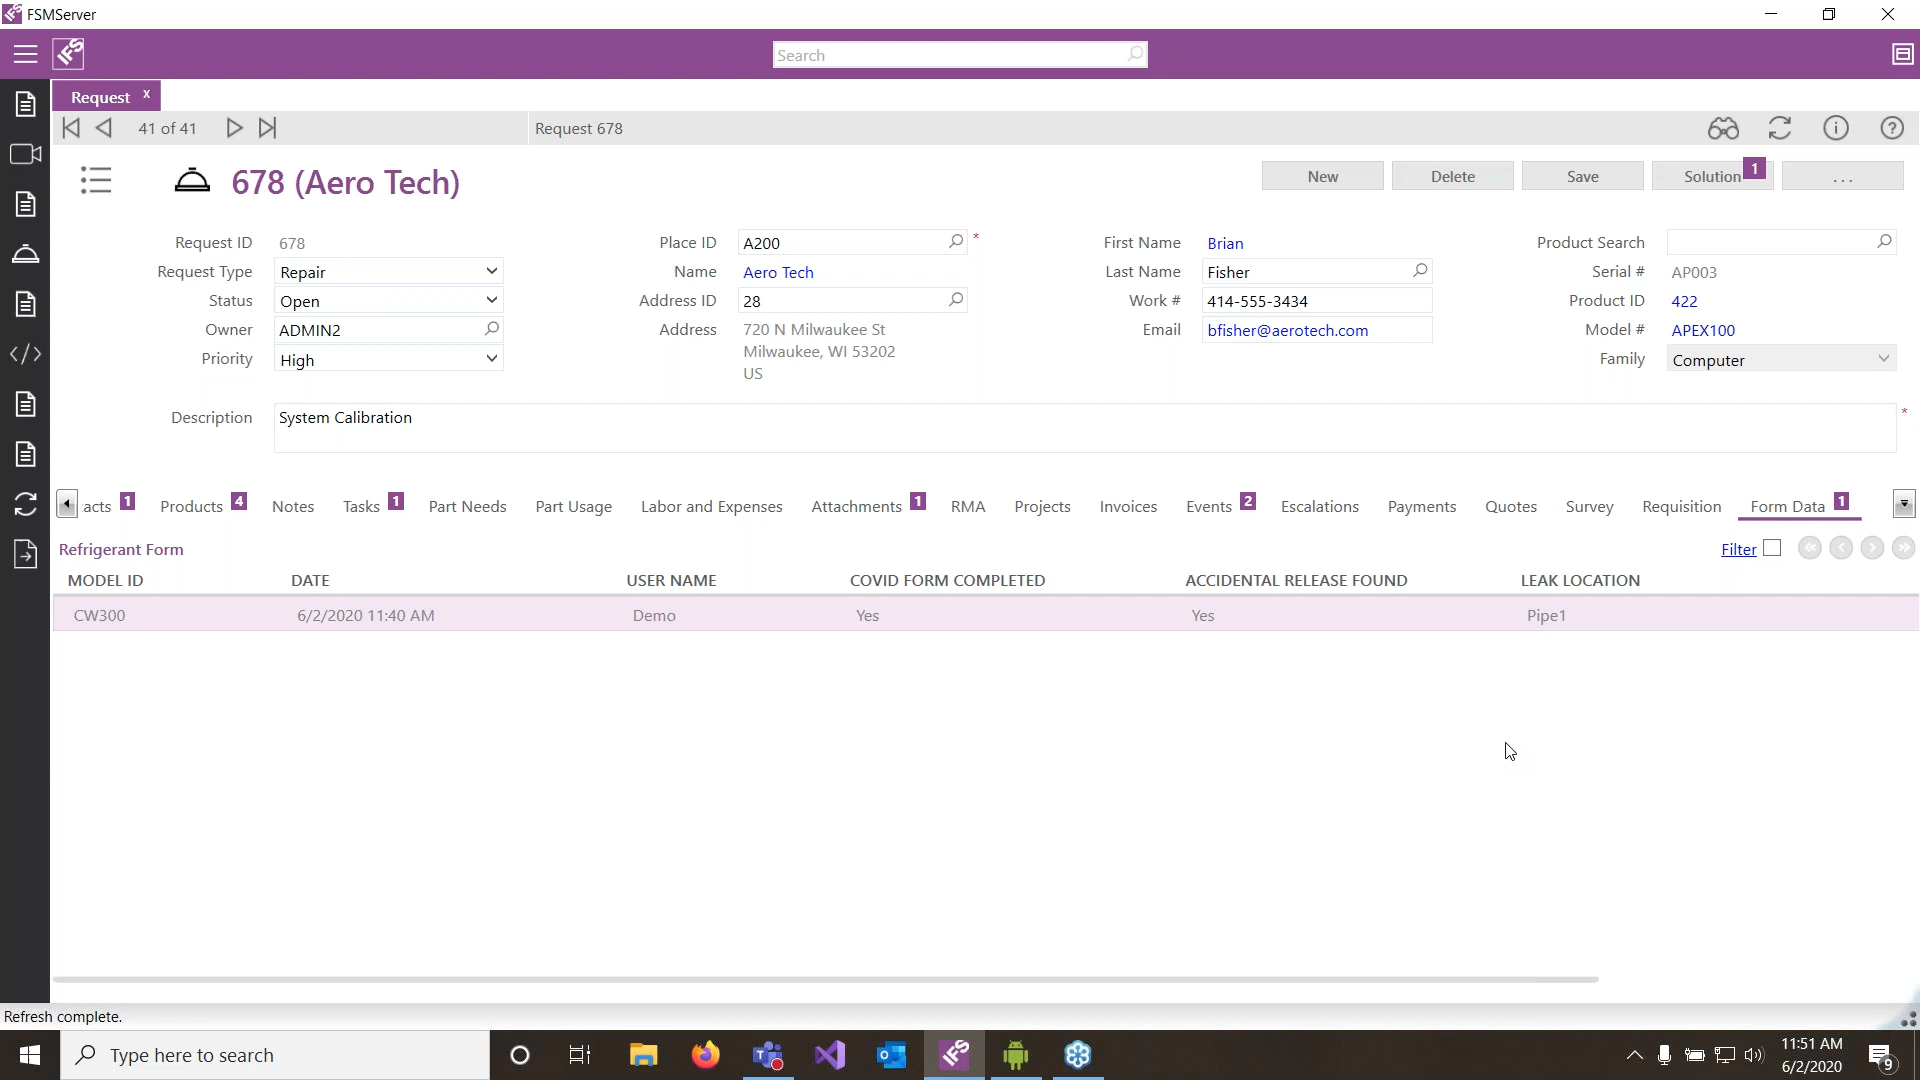 FSMServer
IFS
Search
Request x
41 of 41
Request 678
678 (Aero Tech)
New
Delete
Save
Solution 1
...
Request ID 678
Request Type Repair
Status Open
Owner ADMIN2
Priority High
Place ID A200 *
Name Aero Tech
Address ID 28
Address 720 N Milwaukee St
Milwaukee, WI 53202
US
First Name Brian
Last Name Fisher
Work # 414-555-3434
Email bfisher@aerotech.com
Product Search
Serial # AP003
Product ID 422
Model # APEX100
Family Computer
Description System Calibration *
acts 1 Products 4 Notes Tasks 1 Part Needs Part Usage Labor and Expenses Attachments 1 RMA Projects Invoices Events 2 Escalations Payments Quotes Survey Requisition Form Data 1
Refrigerant Form
Filter
MODEL ID DATE USER NAME COVID FORM COMPLETED ACCIDENTAL RELEASE FOUND LEAK LOCATION
CW300 6/2/2020 11:40 AM Demo Yes Yes Pipe1
Refresh complete.
Type here to search
11:51 AM
6/2/2020
9